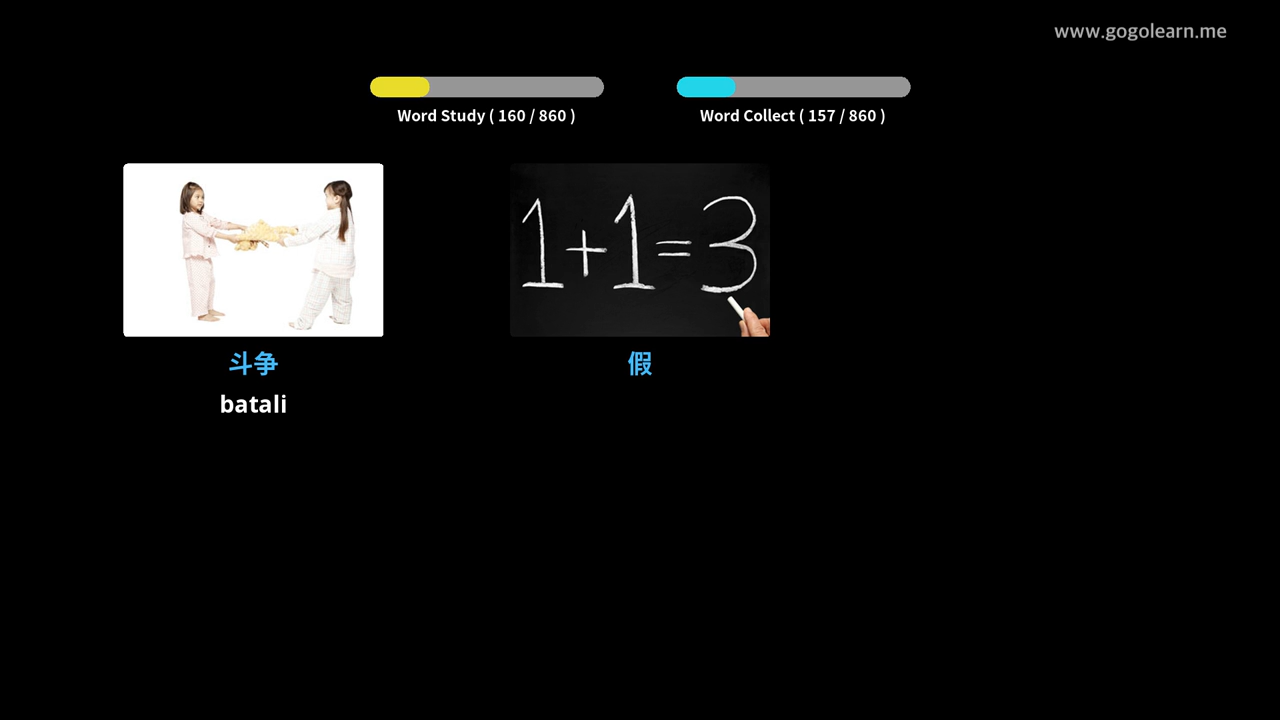 www.gogolearn.me
Word Study ( 160 / 860 )
Word Collect ( 157 / 860 )
1+1=3
斗争
假
batali